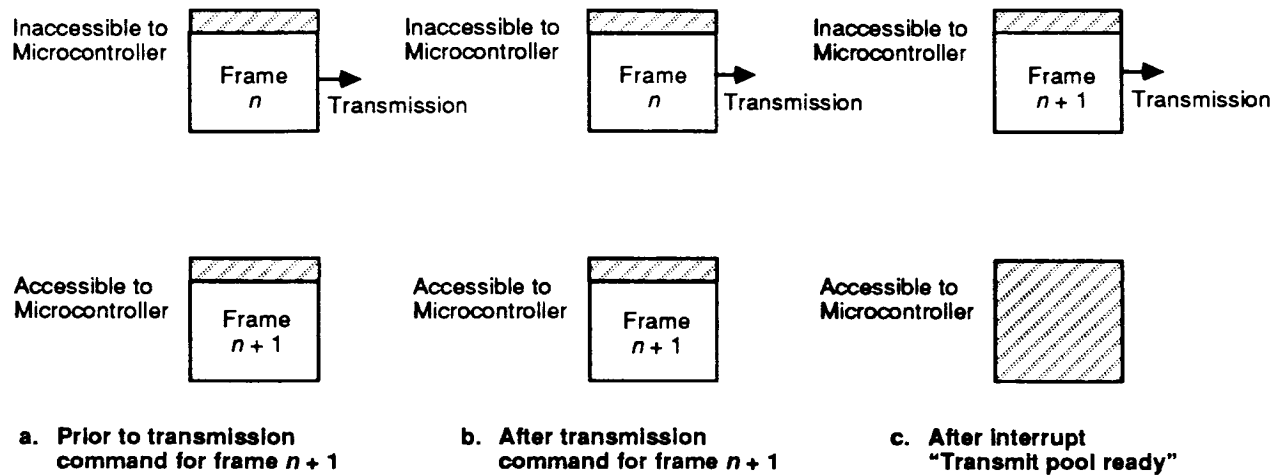 Inaccessible to
Microcontroller
Frame
n
Transmission
Inaccessible to
Microcontroller
Frame
n
Transmission
Inaccessible to
Microcontroller
Frame
n + 1
Transmission
Accessible to
Microcontroller
Frame
n + 1
Accessible to
Microcontroller
Frame
n + 1
Accessible to
Microcontroller
a. Prior to transmission
command for frame n + 1
b. After transmission
command for frame n + 1
c. After interrupt
“Transmit pool ready”